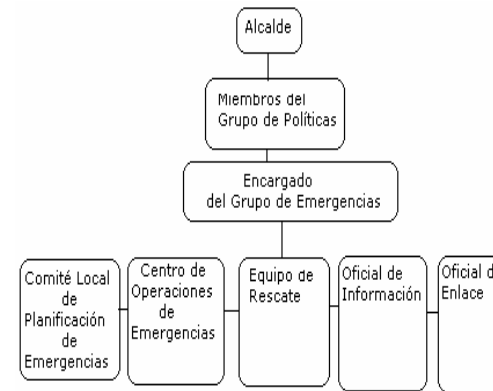 Alcalde
Miembros del
Grupo de Políticas
Encargado
del Grupo de Emergencias
Comité Local
de
Planificación
de
Emergencias
Centro de
Operaciones
de
Emergencias
Equipo de
Rescate
Oficial de
Información
Oficial d
Enlace